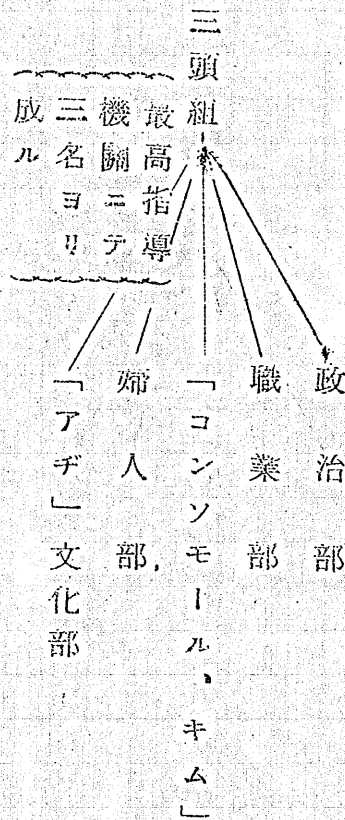 三頭組
最高指導
機關ニテ
三名ヨリ
成ル
政治部
職業部
「コンソモール、キム」
婦人部
「アヂ」文化部